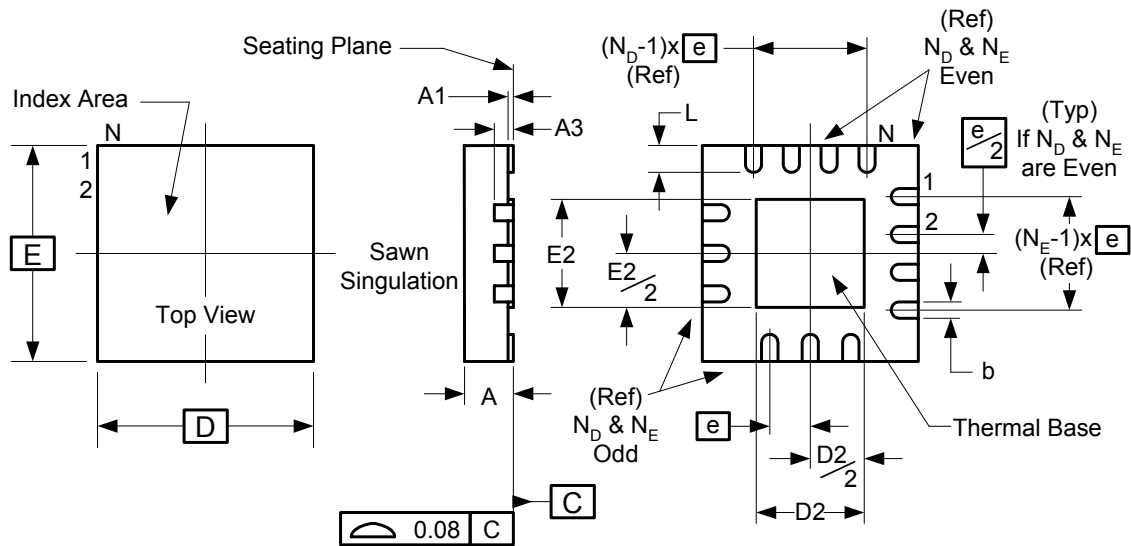 Seating Plane
Index Area
N
1
2
E
Top View
D
A1
A3
Sawn
Singulation
A
0.08 C
C
(N_D-1)x e
(Ref)
L
(Ref)
N_D & N_E
Even
N
e/2
(Typ)
If N_D & N_E
are Even
1
2
(N_E-1)x e
(Ref)
E2
E2/2
b
(Ref)
N_D & N_E
Odd
e
Thermal Base
D2/2
D2